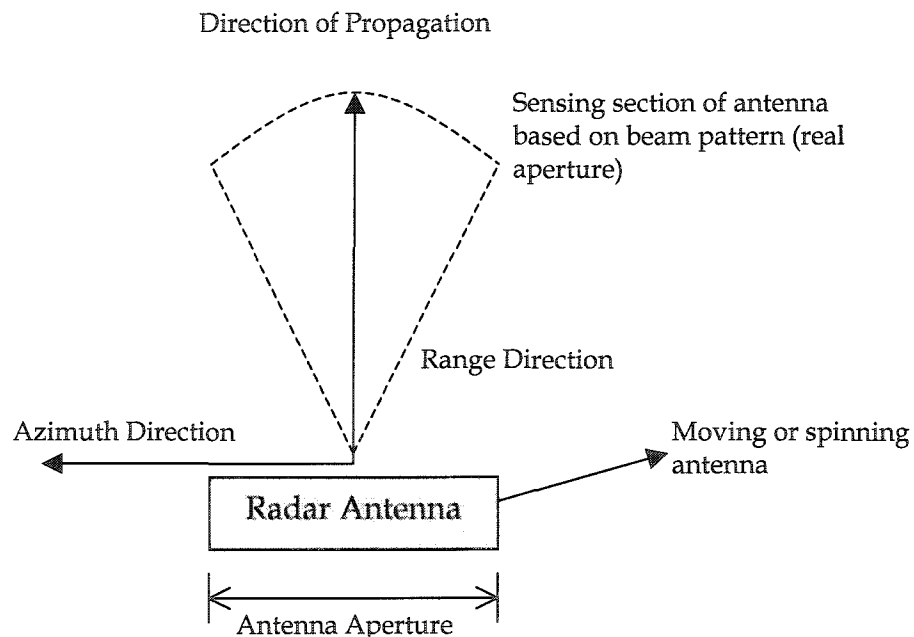 Direction of Propagation
Sensing section of antenna
based on beam pattern (real
aperture)
Range Direction
Azimuth Direction
Moving or spinning
antenna
Radar Antenna
Antenna Aperture